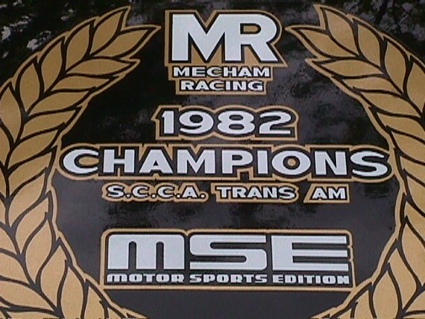 MR
MECHAM
RACING
1982
CHAMPIONS
S.C.C.A. TRANS AM
MSE
MOTOR SPORTS EDITION